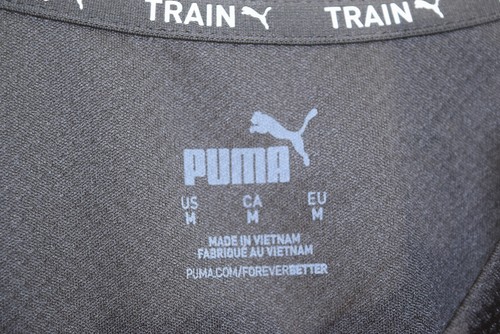 TRAIN TRAIN
PUMA
US CA EU
M M M
MADE IN VIETNAM
FABRIQUÉ AU VIETNAM
PUMA.COM/FOREVERBETTER